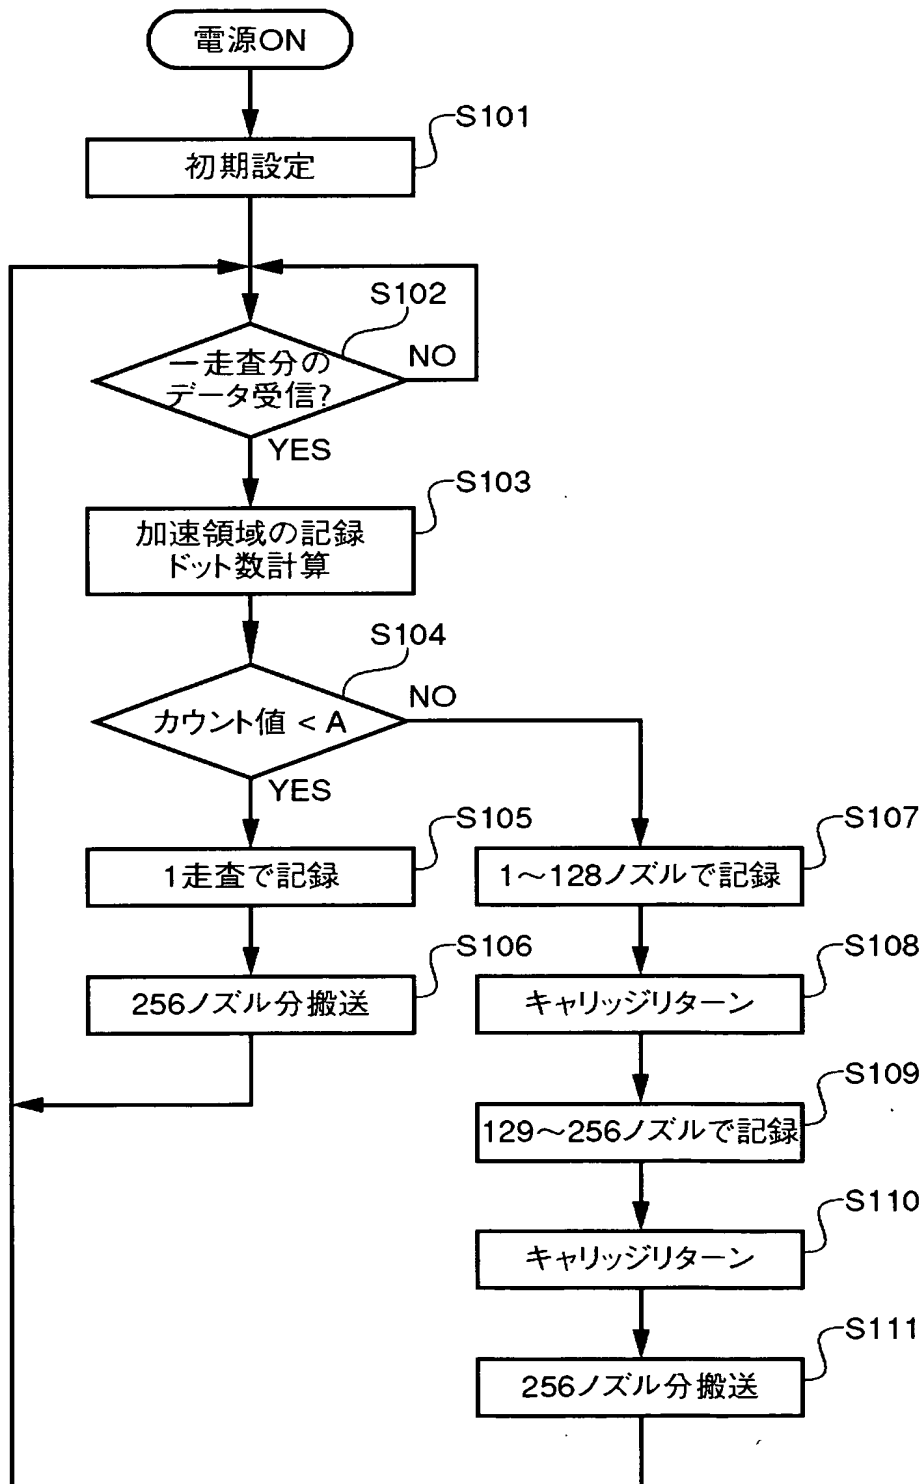 電源ON
S101
初期設定
S102
一走査分の
データ受信?
NO
YES
S103
加速領域の記録
ドット数計算
S104
カウント値 < A
NO
YES
S105
1走査で記録
S106
256ノズル分搬送
S107
1～128ノズルで記録
S108
キャリッジリターン
S109
129～256ノズルで記録
S110
キャリッジリターン
S111
256ノズル分搬送